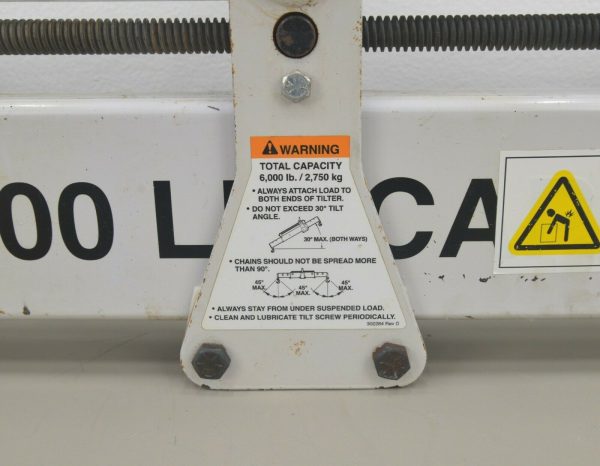 WARNING
TOTAL CAPACITY
6,000 lb. / 2,750 kg
• ALWAYS ATTACH LOAD TO
BOTH ENDS OF TILTER.
• DO NOT EXCEED 30° TILT
ANGLE.
30° MAX. (BOTH WAYS)
• CHAINS SHOULD NOT BE SPREAD MORE
THAN 90°.
45° MAX. 45° MAX. 45° MAX.
• ALWAYS STAY FROM UNDER SUSPENDED LOAD.
• CLEAN AND LUBRICATE TILT SCREW PERIODICALLY.
00 L CA